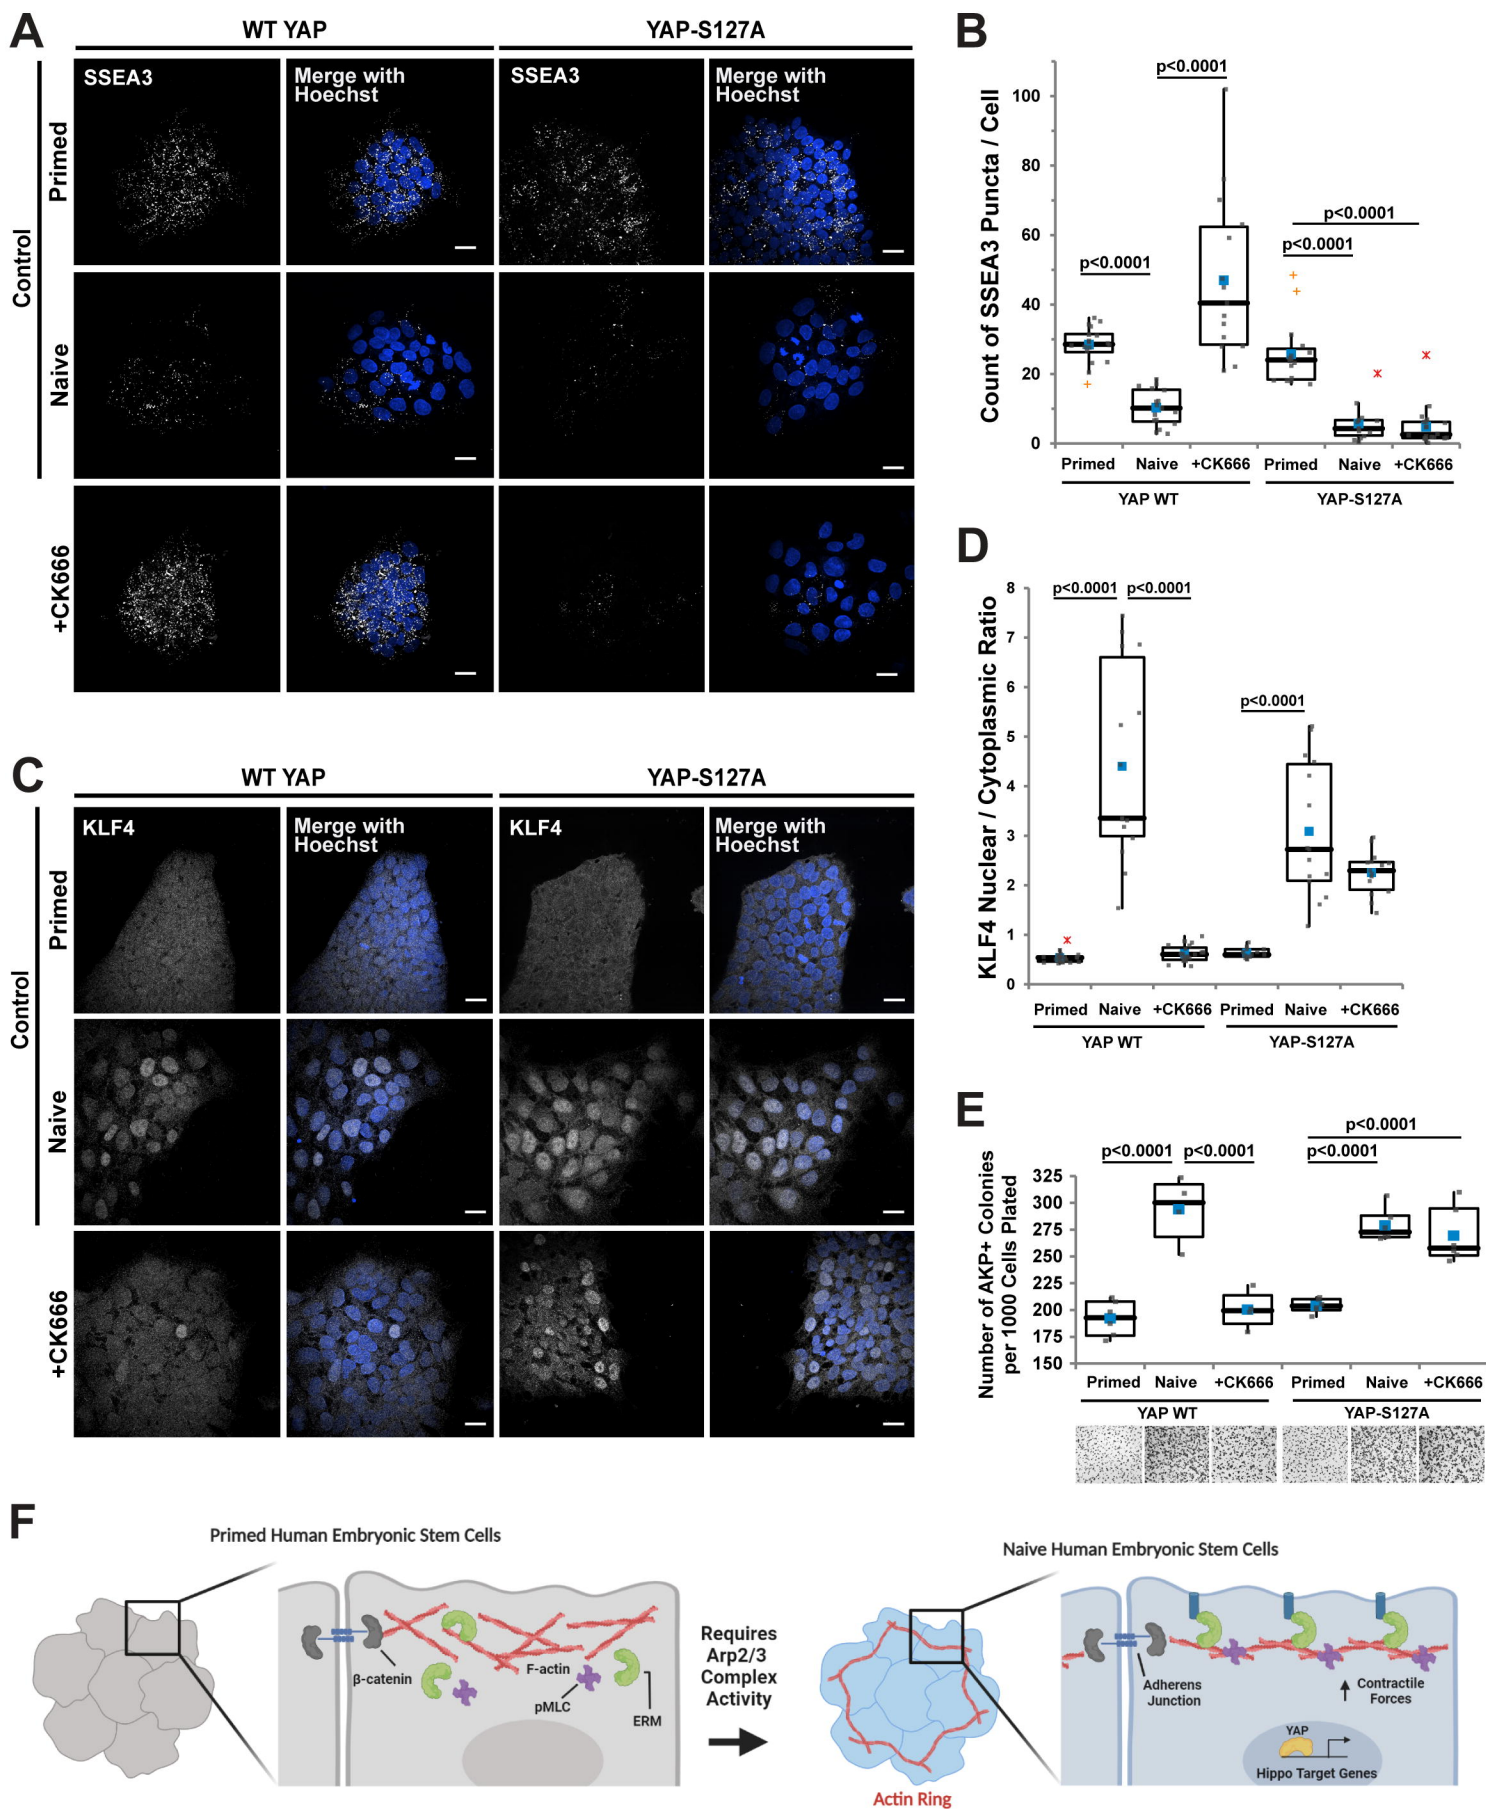 A
WT YAP
YAP-S127A
SSEA3
Merge with
Hoechst
SSEA3
Merge with
Hoechst
Control
Primed
Naive
+CK666
B
Count of SSEA3 Puncta / Cell
100
80
60
40
20
0
p<0.0001
p<0.0001
p<0.0001
p<0.0001
Primed
Naive
+CK666
Primed
Naive
+CK666
YAP WT
YAP-S127A
C
WT YAP
YAP-S127A
KLF4
Merge with
Hoechst
KLF4
Merge with
Hoechst
Control
Primed
Naive
+CK666
D
KLF4 Nuclear / Cytoplasmic Ratio
8
7
6
5
4
3
2
1
0
p<0.0001
p<0.0001
p<0.0001
Primed
Naive
+CK666
Primed
Naive
+CK666
YAP WT
YAP-S127A
E
Number of AKP+ Colonies
per 1000 Cells Plated
325
300
275
250
225
200
175
150
p<0.0001
p<0.0001
p<0.0001
p<0.0001
Primed
Naive
+CK666
Primed
Naive
+CK666
YAP WT
YAP-S127A
F
Primed Human Embryonic Stem Cells
β-catenin
F-actin
pMLC
ERM
Requires
Arp2/3
Complex
Activity
Naive Human Embryonic Stem Cells
Actin Ring
Adherens
Junction
Contractile
Forces
YAP
Hippo Target Genes